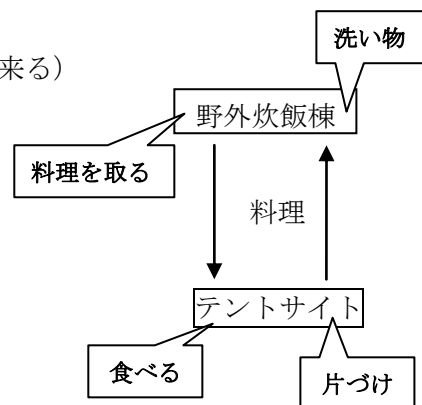 洗い物
来る）
野外炊飯棟
料理を取る
料理
テントサイト
食べる
片づけ